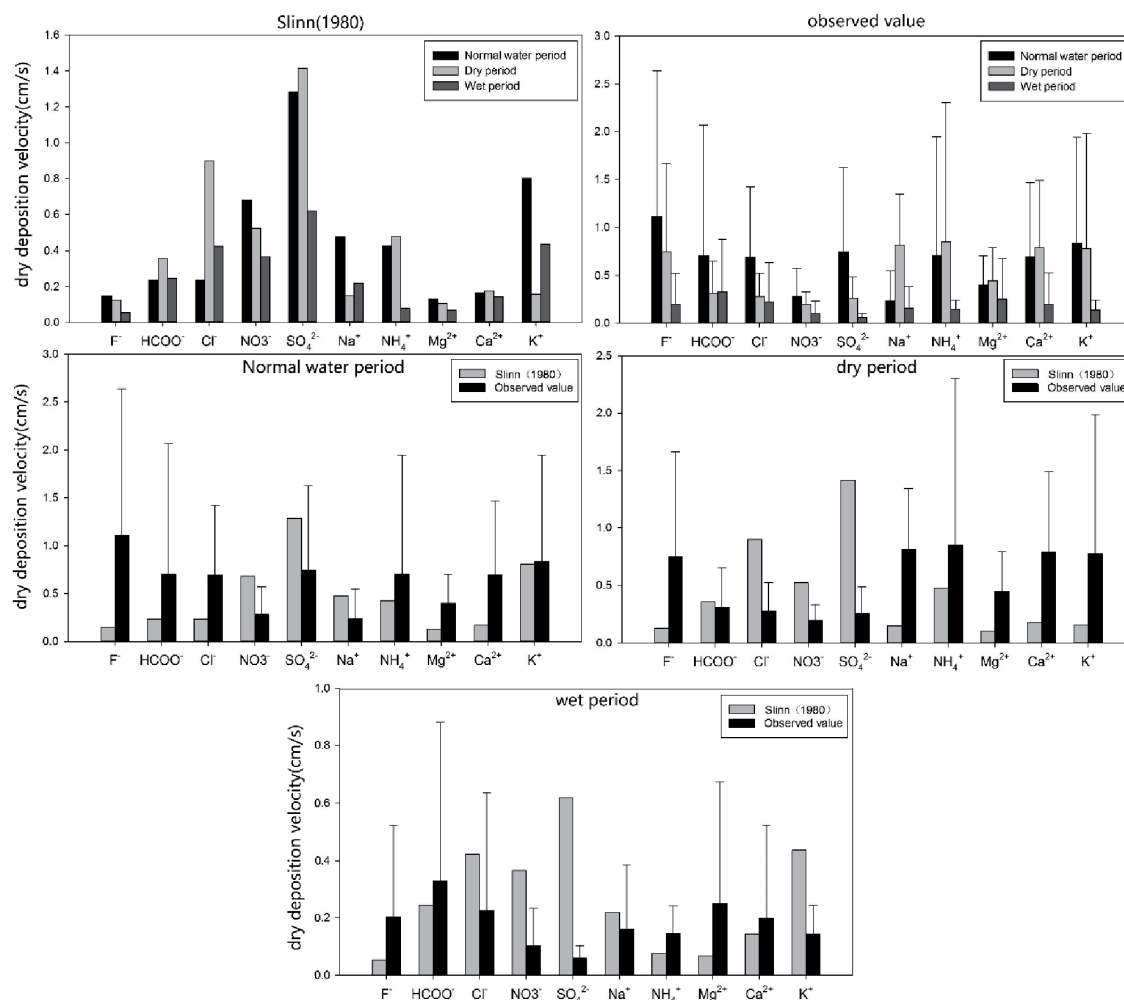 Slinn(1980)
dry deposition velocity(cm/s)
1.6
1.4
1.2
1.0
0.8
0.6
0.4
0.2
0.0
Normal water period
Dry period
Wet period
F⁻ HCOO⁻ Cl⁻ NO3⁻ SO₄²⁻ Na⁺ NH₄⁺ Mg²⁺ Ca²⁺ K⁺
observed value
3.0
2.5
2.0
1.5
1.0
0.5
0.0
Normal water period
Dry period
Wet period
F⁻ HCOO⁻ Cl⁻ NO3⁻ SO₄²⁻ Na⁺ NH₄⁺ Mg²⁺ Ca²⁺ K⁺
Normal water period
dry deposition velocity(cm/s)
3.0
2.5
2.0
1.5
1.0
0.5
0.0
Slinn（1980）
Observed value
F⁻ HCOO⁻ Cl⁻ NO3⁻ SO₄²⁻ Na⁺ NH₄⁺ Mg²⁺ Ca²⁺ K⁺
dry period
2.5
2.0
1.5
1.0
0.5
0.0
Slinn（1980）
Observed value
F⁻ HCOO⁻ Cl⁻ NO3⁻ SO₄²⁻ Na⁺ NH₄⁺ Mg²⁺ Ca²⁺ K⁺
wet period
dry deposition velocity(cm/s)
1.0
0.8
0.6
0.4
0.2
0.0
Slinn（1980）
Observed value
F⁻ HCOO⁻ Cl⁻ NO3⁻ SO₄²⁻ Na⁺ NH₄⁺ Mg²⁺ Ca²⁺ K⁺